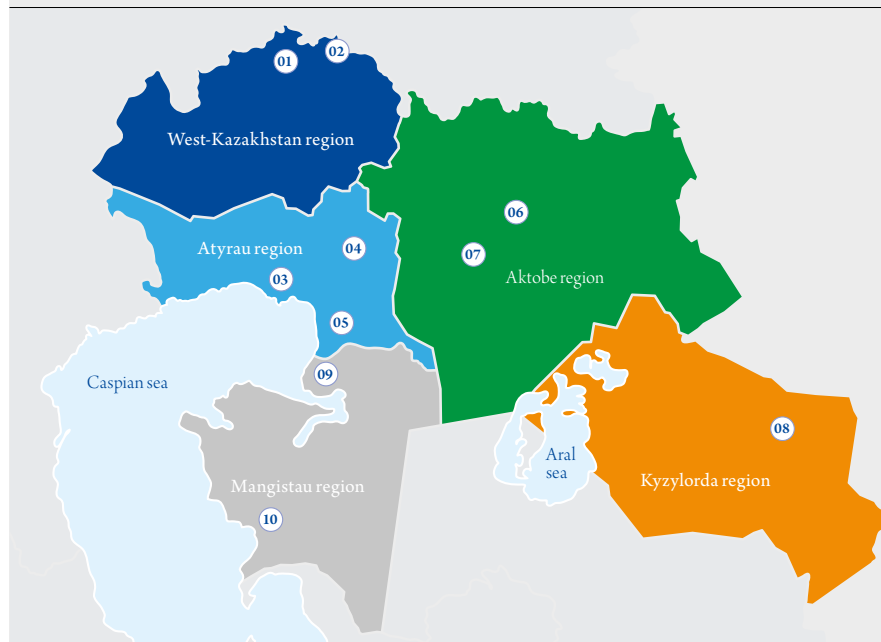 01
02
West-Kazakhstan region
06
Atyrau region
04
07
03
Aktobe region
05
09
Caspian sea
08
Aral
sea
Mangistau region
Kyzylorda region
10